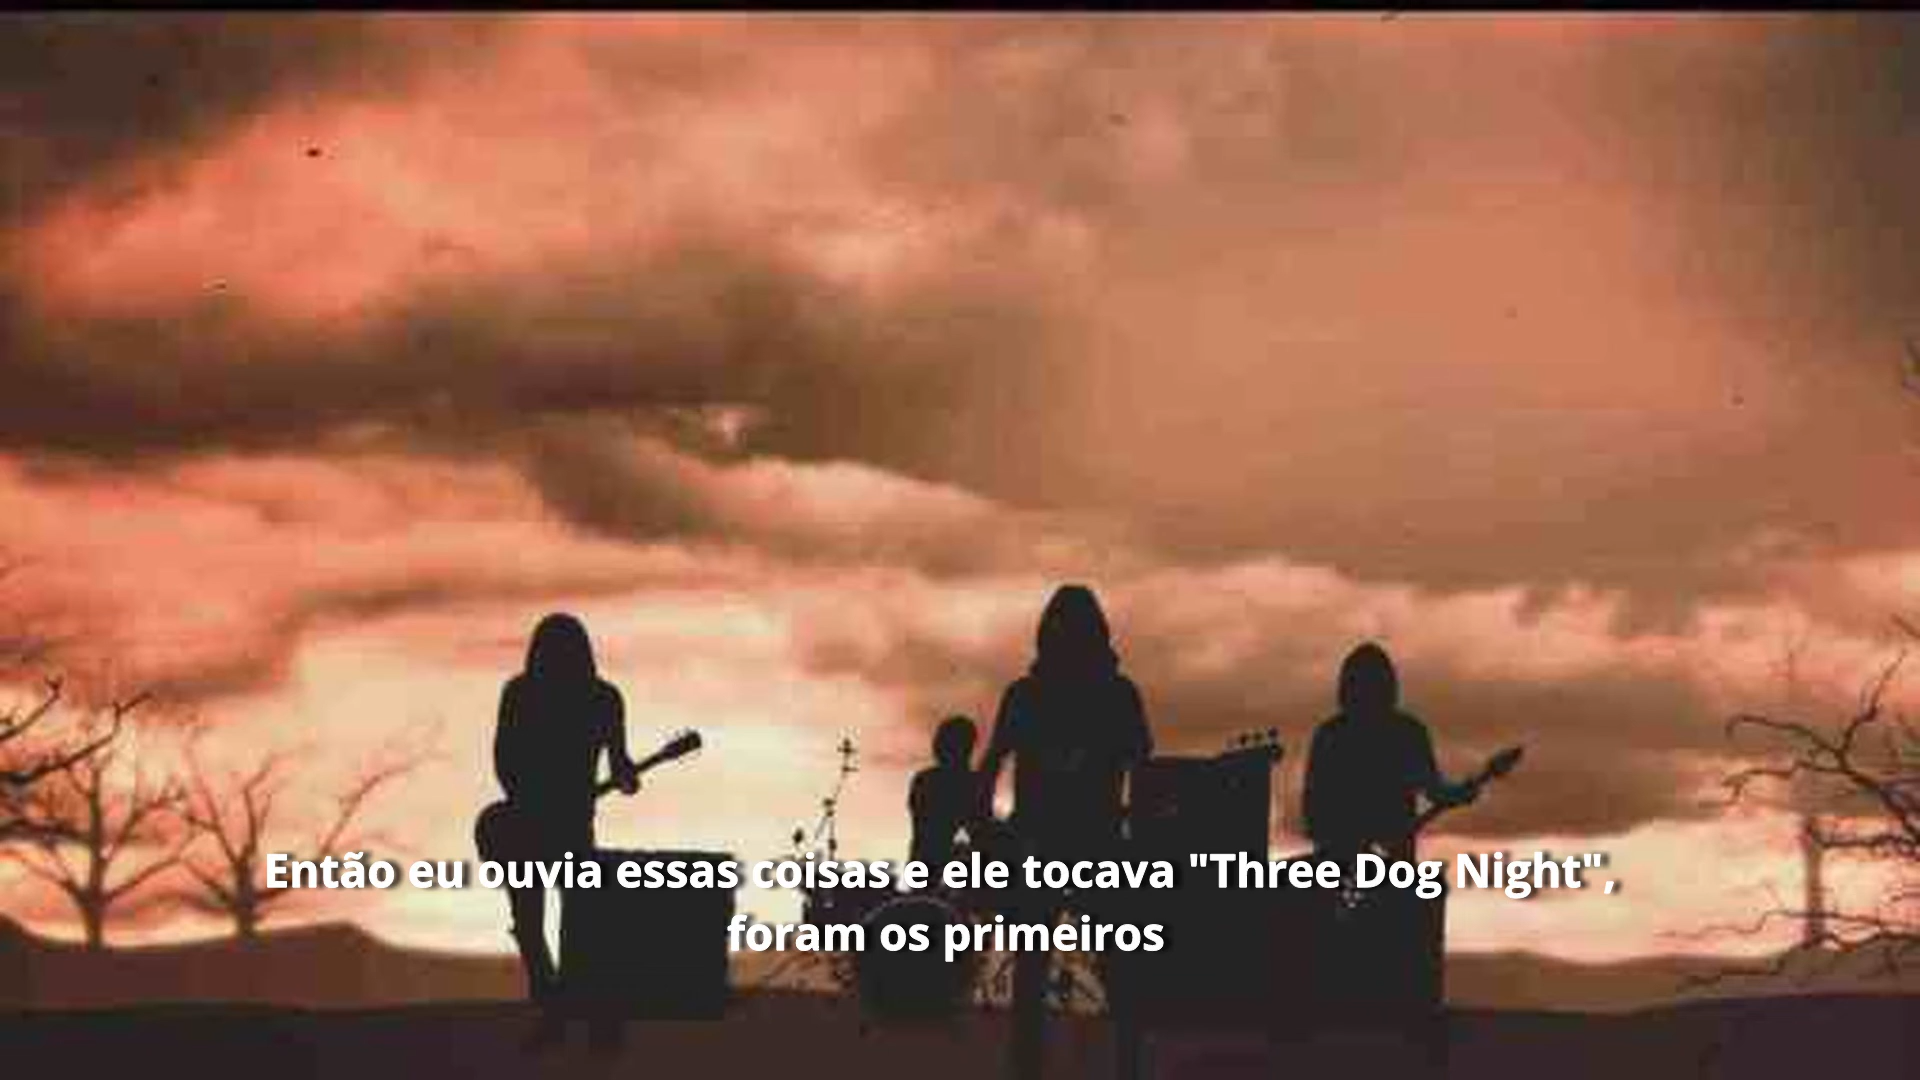 Então eu ouvia essas coisas e ele tocava "Three Dog Night",
foram os primeiros